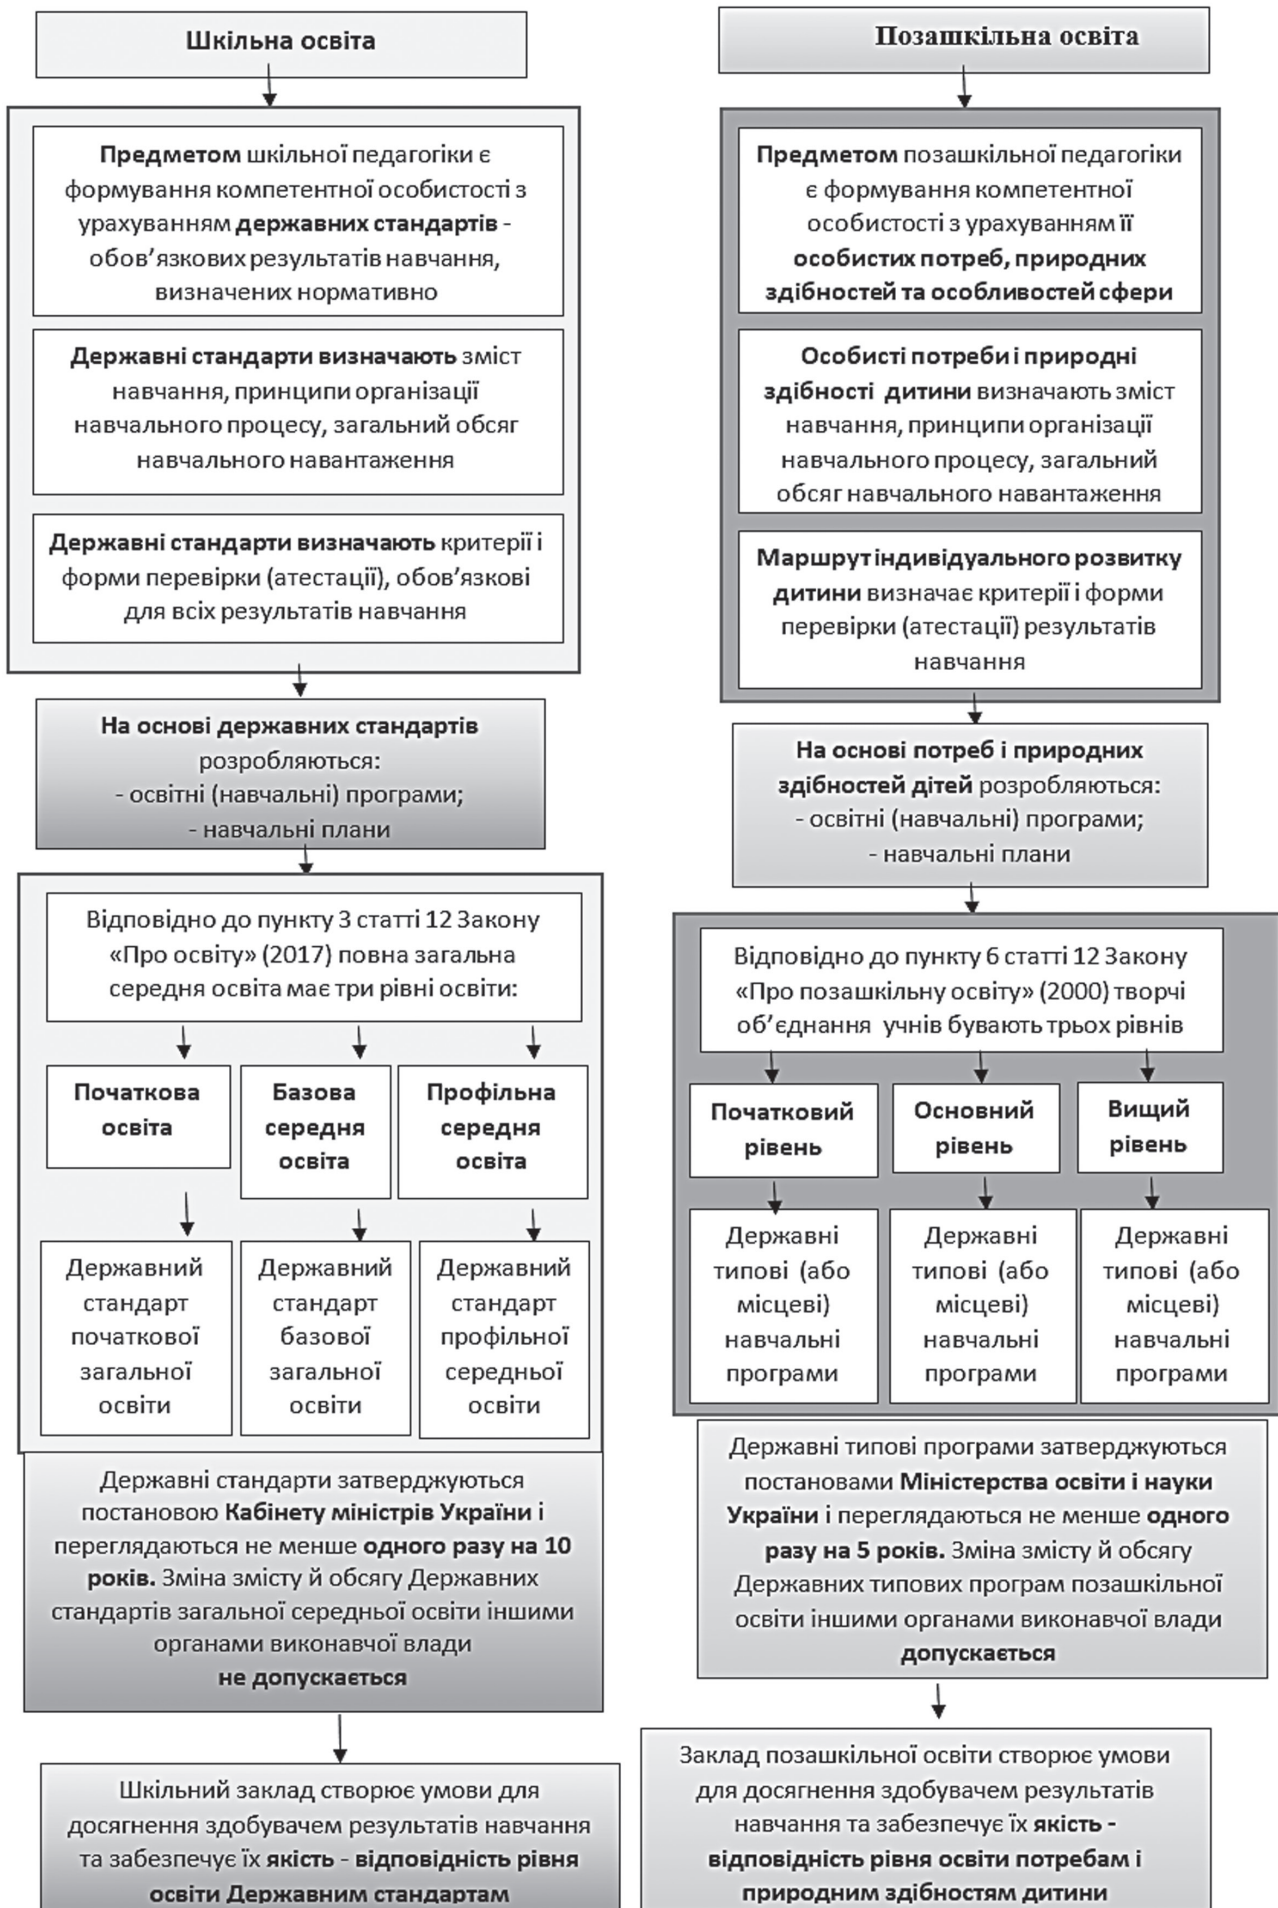 Шкільна освіта
Предметом шкільної педагогіки є
формування компетентної особистості з
урахуванням державних стандартів -
обов’язкових результатів навчання,
визначених нормативно
Державні стандарти визначають зміст
навчання, принципи організації
навчального процесу, загальний обсяг
навчального навантаження
Державні стандарти визначають критерії і
форми перевірки (атестації), обов’язкові
для всіх результатів навчання
На основі державних стандартів
розробляються:
- освітні (навчальні) програми;
- навчальні плани
Відповідно до пункту 3 статті 12 Закону
«Про освіту» (2017) повна загальна
середня освіта має три рівні освіти:
Початкова
освіта
Базова
середня
освіта
Профільна
середня
освіта
Державний
стандарт
початкової
загальної
освіти
Державний
стандарт
базової
загальної
освіти
Державний
стандарт
профільної
середньої
освіти
Державні стандарти затверджуються
постановою Кабінету міністрів України і
переглядаються не менше одного разу на 10
років. Зміна змісту й обсягу Державних
стандартів загальної середньої освіти іншими
органами виконавчої влади
не допускається
Шкільний заклад створює умови для
досягнення здобувачем результатів навчання
та забезпечує їх якість - відповідність рівня
освіти Державним стандартам
Позашкільна освіта
Предметом позашкільної педагогіки
є формування компетентної
особистості з урахуванням її
особистих потреб, природних
здібностей та особливостей сфери
Особисті потреби і природні
здібності дитини визначають зміст
навчання, принципи організації
навчального процесу, загальний
обсяг навчального навантаження
Маршрут індивідуального розвитку
дитини визначає критерії і форми
перевірки (атестації) результатів
навчання
На основі потреб і природних
здібностей дітей розробляються:
- освітні (навчальні) програми;
- навчальні плани
Відповідно до пункту 6 статті 12 Закону
«Про позашкільну освіту» (2000) творчі
об’єднання учнів бувають трьох рівнів
Початковий
рівень
Основний
рівень
Вищий
рівень
Державні
типові (або
місцеві)
навчальні
програми
Державні
типові (або
місцеві)
навчальні
програми
Державні
типові (або
місцеві)
навчальні
програми
Державні типові програми затверджуються
постановами Міністерства освіти і науки
України і переглядаються не менше одного
разу на 5 років. Зміна змісту й обсягу
Державних типових програм позашкільної
освіти іншими органами виконавчої влади
допускається
Заклад позашкільної освіти створює умови
для досягнення здобувачем результатів
навчання та забезпечує їх якість -
відповідність рівня освіти потребам і
природним здібностям дитини